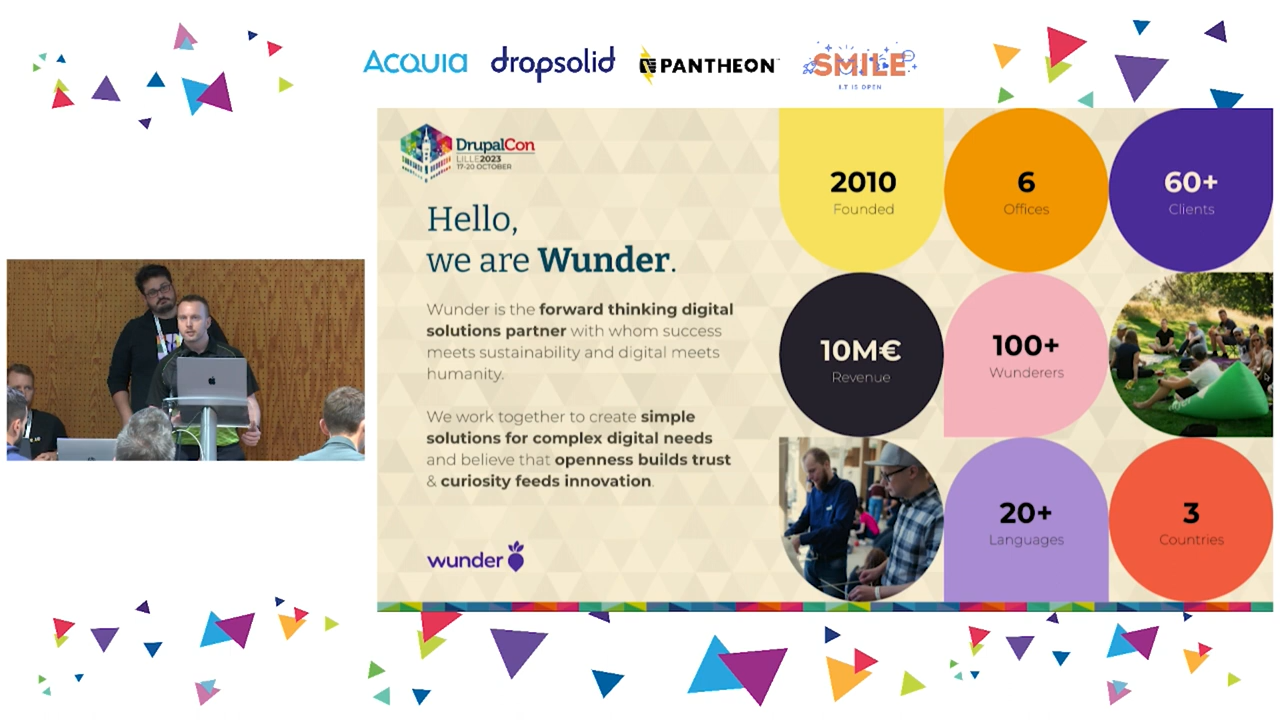 ACQUIA
dropsolid
PANTHEON
SMILE
I.T IS OPEN
DrupalCon
LILLE2023
17-20 OCTOBER
Hello,
we are Wunder.
Wunder is the forward thinking digital
solutions partner with whom success
meets sustainability and digital meets
humanity.
We work together to create simple
solutions for complex digital needs
and believe that openness builds trust
& curiosity feeds innovation.
wunder
2010
Founded
6
Offices
60+
Clients
10M€
Revenue
100+
Wunderers
20+
Languages
3
Countries